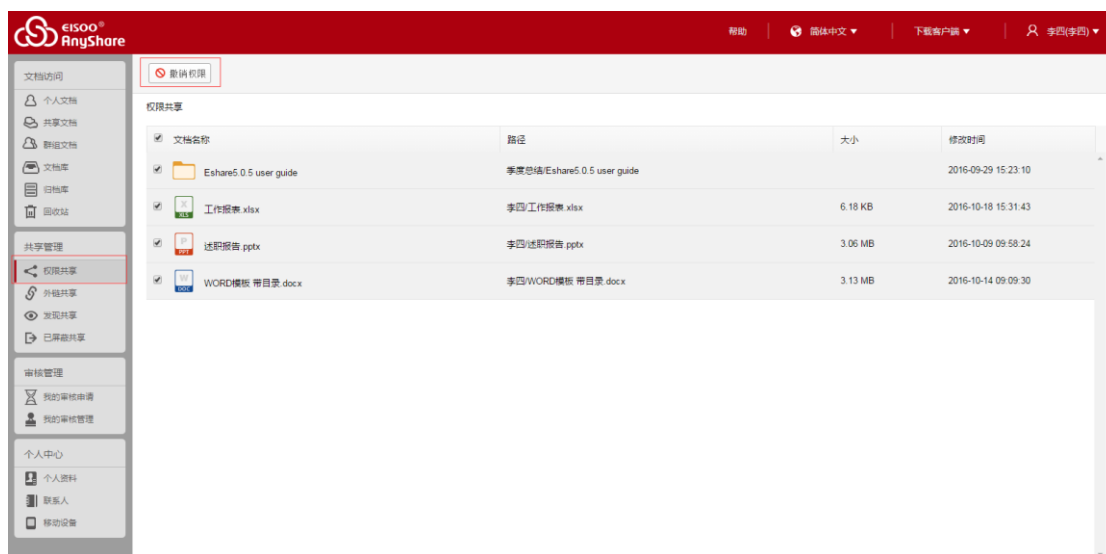 EISOO®
AnyShare
帮助 简体中文▼ 下载客户端▼ 李四(李四)▼
文档访问
个人文档
共享文档
群组文档
文档库
归档库
回收站
共享管理
权限共享
外链共享
发现共享
已屏蔽共享
审核管理
我的审核申请
我的审核管理
个人中心
个人资料
联系人
移动设备
撤销权限
权限共享
文档名称 路径 大小 修改时间
Eshare5.0.5 user guide 季度总结/Eshare5.0.5 user guide 2016-09-29 15:23:10
X XLS 工作报表.xlsx 李四/工作报表.xlsx 6.18 KB 2016-10-18 15:31:43
P PPT 述职报告.pptx 李四/述职报告.pptx 3.06 MB 2016-10-09 09:58:24
W DOC WORD模板 带目录.docx 李四/WORD模板 带目录.docx 3.13 MB 2016-10-14 09:09:30